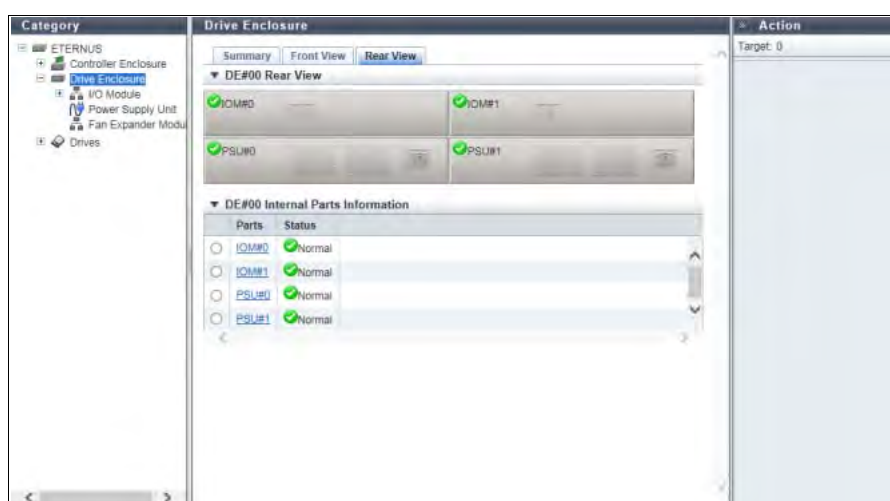 Category
ETERNUS
Controller Enclosure
Drive Enclosure
I/O Module
Power Supply Unit
Fan Expander Modu
Drives
Drive Enclosure
Summary Front View Rear View
DE#00 Rear View
IOM#0 IOM#1
PSU#0 PSU#1
DE#00 Internal Parts Information
Parts Status
IOM#0 Normal
IOM#1 Normal
PSU#0 Normal
PSU#1 Normal
Action
Target: 0